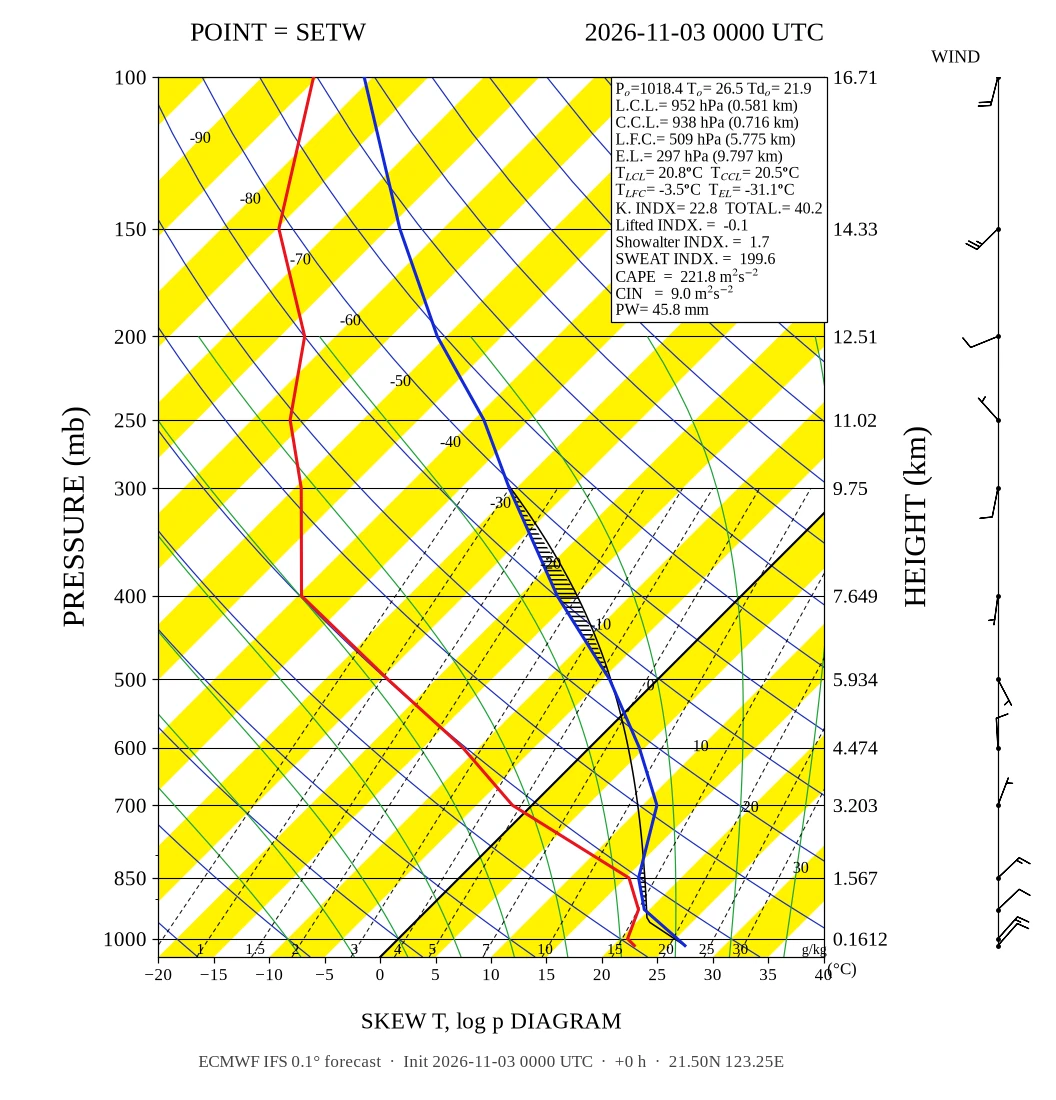 POINT = SETW
2026-11-03 0000 UTC
WIND
P₀=1018.4 T₀= 26.5 Td₀= 21.9
L.C.L.= 952 hPa (0.581 km)
C.C.L.= 938 hPa (0.716 km)
L.F.C.= 509 hPa (5.775 km)
E.L.= 297 hPa (9.797 km)
T_LCL= 20.8°C T_CCL= 20.5°C
T_LFC= -3.5°C T_EL= -31.1°C
K. INDX= 22.8 TOTAL.= 40.2
Lifted INDX. = -0.1
Showalter INDX. = 1.7
SWEAT INDX. = 199.6
CAPE = 221.8 m²s⁻²
CIN = 9.0 m²s⁻²
PW= 45.8 mm
100
150
200
250
300
400
500
600
700
850
1000
PRESSURE (mb)
-90
-80
-70
-60
-50
-40
-30
-20
-10
0
10
20
30
16.71
14.33
12.51
11.02
9.75
7.649
5.934
4.474
3.203
1.567
0.1612
HEIGHT (km)
1 1.5 2 3 4 5 7 10 15 20 25 30 g/kg
−20 −15 −10 −5 0 5 10 15 20 25 30 35 40 (°C)
SKEW T, log p DIAGRAM
ECMWF IFS 0.1° forecast · Init 2026-11-03 0000 UTC · +0 h · 21.50N 123.25E